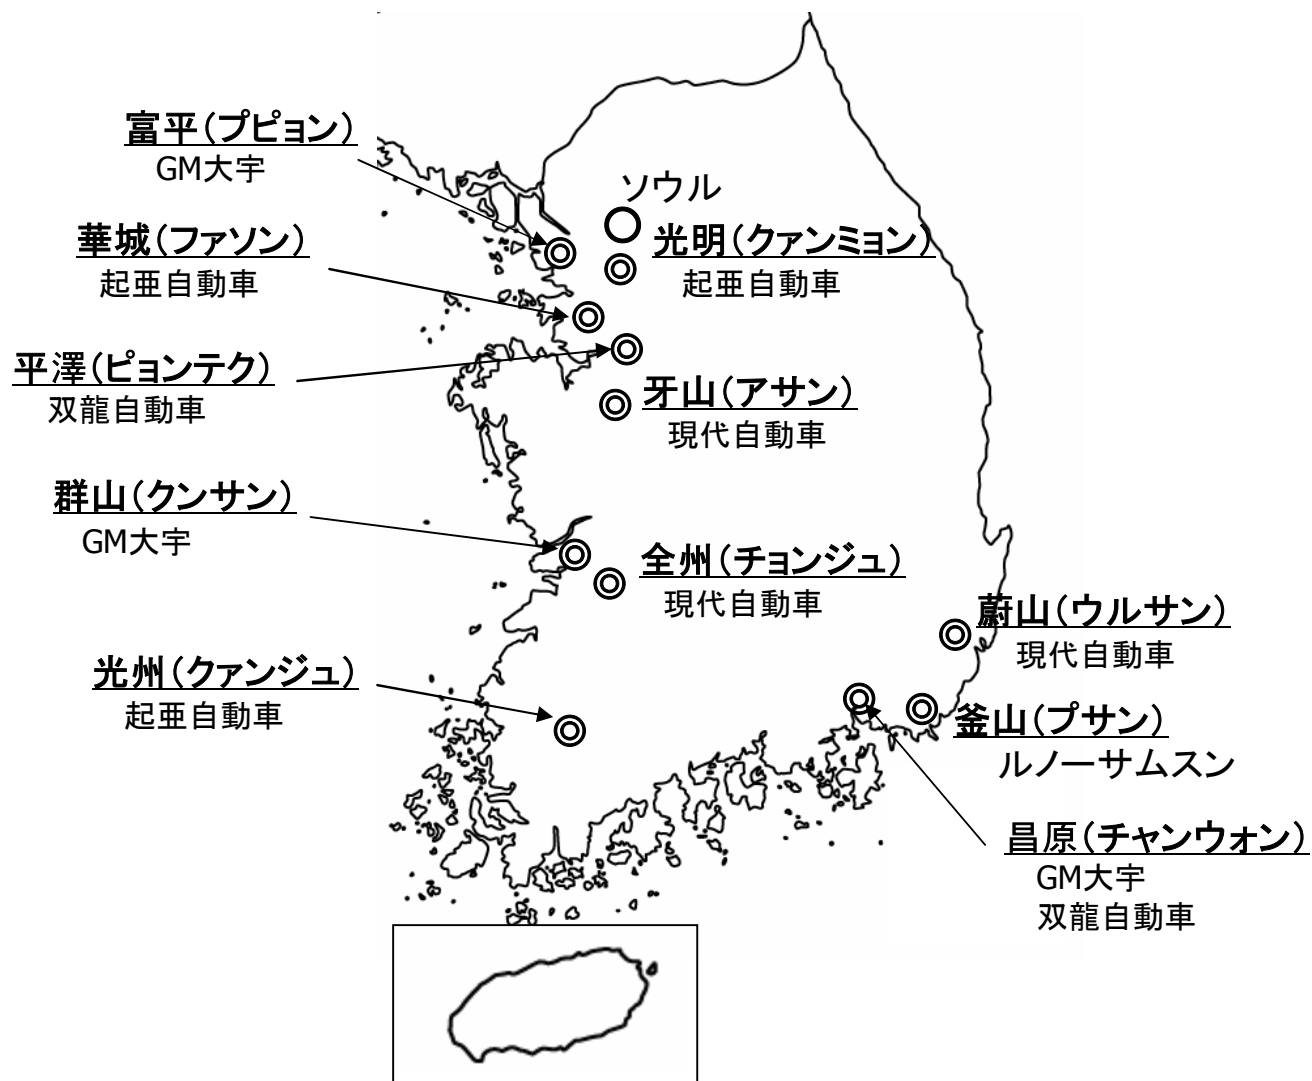 富平(プピョン)
GM大宇
ソウル
華城(ファソン)
起亜自動車
光明(クァンミョン)
起亜自動車
平澤(ピョンテク)
双龍自動車
牙山(アサン)
現代自動車
群山(クンサン)
GM大宇
全州(チョンジュ)
現代自動車
蔚山(ウルサン)
現代自動車
光州(クァンジュ)
起亜自動車
釜山(プサン)
ルノーサムスン
昌原(チャンウォン)
GM大宇
双龍自動車